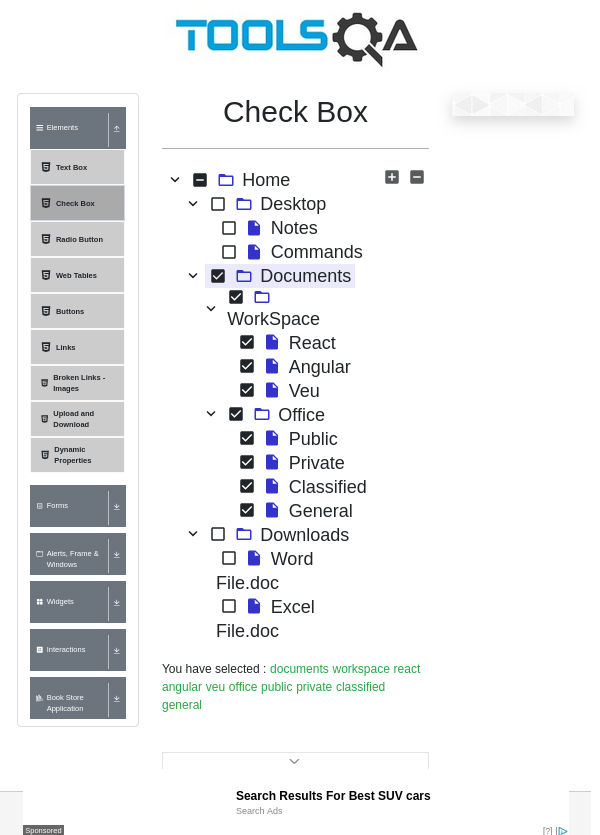 TOOLSQA
Elements
Text Box
Check Box
Radio Button
Web Tables
Buttons
Links
Broken Links -
Images
Upload and
Download
Dynamic
Properties
Forms
Alerts, Frame &
Windows
Widgets
Interactions
Book Store
Application
Check Box
Home
Desktop
Notes
Commands
Documents
WorkSpace
React
Angular
Veu
Office
Public
Private
Classified
General
Downloads
Word
File.doc
Excel
File.doc
You have selected : documents workspace react
angular veu office public private classified
general
Search Results For Best SUV cars
Search Ads
Sponsored
[?]